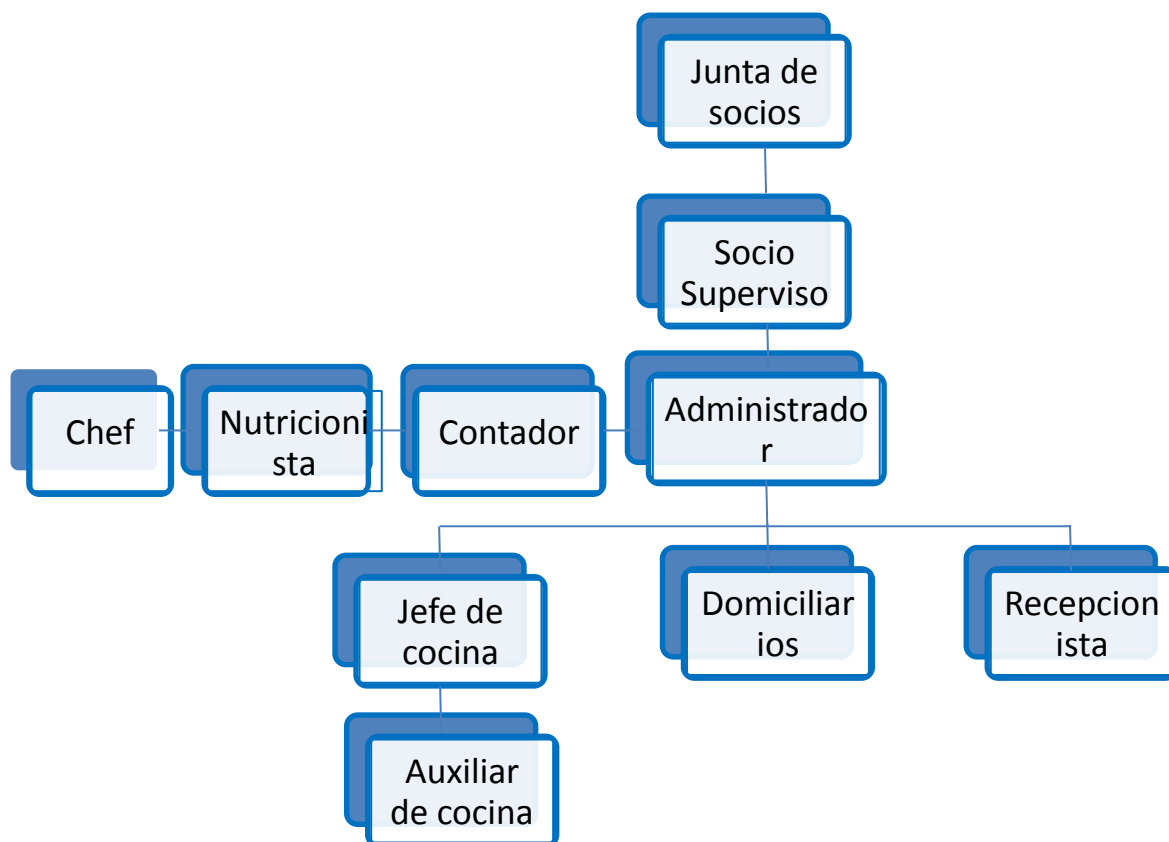 Junta de
socios
Socio
Superviso
Chef
Nutricioni
sta
Contador
Administrado
r
Jefe de
cocina
Domiciliar
ios
Recepcion
ista
Auxiliar
de cocina